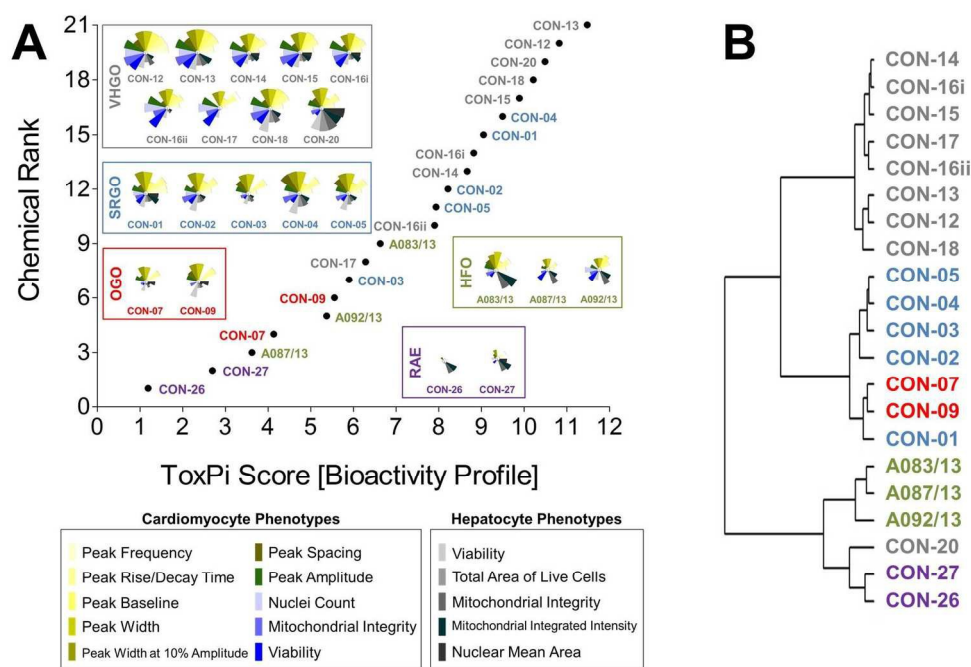 A
B
Chemical Rank
21
18
15
12
9
6
3
0
VHGO
CON-12 CON-13 CON-14 CON-15 CON-16i
CON-16ii CON-17 CON-18 CON-20
SRGO
CON-01 CON-02 CON-03 CON-04 CON-05
OGO
CON-07 CON-09
HFO
A083/13 A087/13 A092/13
RAE
CON-26 CON-27
CON-13
CON-12
CON-20
CON-18
CON-15
CON-04
CON-01
CON-16i
CON-14
CON-02
CON-05
CON-16ii
A083/13
CON-17
CON-03
CON-09
A092/13
CON-07
A087/13
CON-27
CON-26
0 1 2 3 4 5 6 7 8 9 10 11 12
ToxPi Score [Bioactivity Profile]
Cardiomyocyte Phenotypes
Peak Frequency
Peak Rise/Decay Time
Peak Baseline
Peak Width
Peak Width at 10% Amplitude
Peak Spacing
Peak Amplitude
Nuclei Count
Mitochondrial Integrity
Viability
Hepatocyte Phenotypes
Viability
Total Area of Live Cells
Mitochondrial Integrity
Mitochondrial Integrated Intensity
Nuclear Mean Area
CON-14
CON-16i
CON-15
CON-17
CON-16ii
CON-13
CON-12
CON-18
CON-05
CON-04
CON-03
CON-02
CON-07
CON-09
CON-01
A083/13
A087/13
A092/13
CON-20
CON-27
CON-26